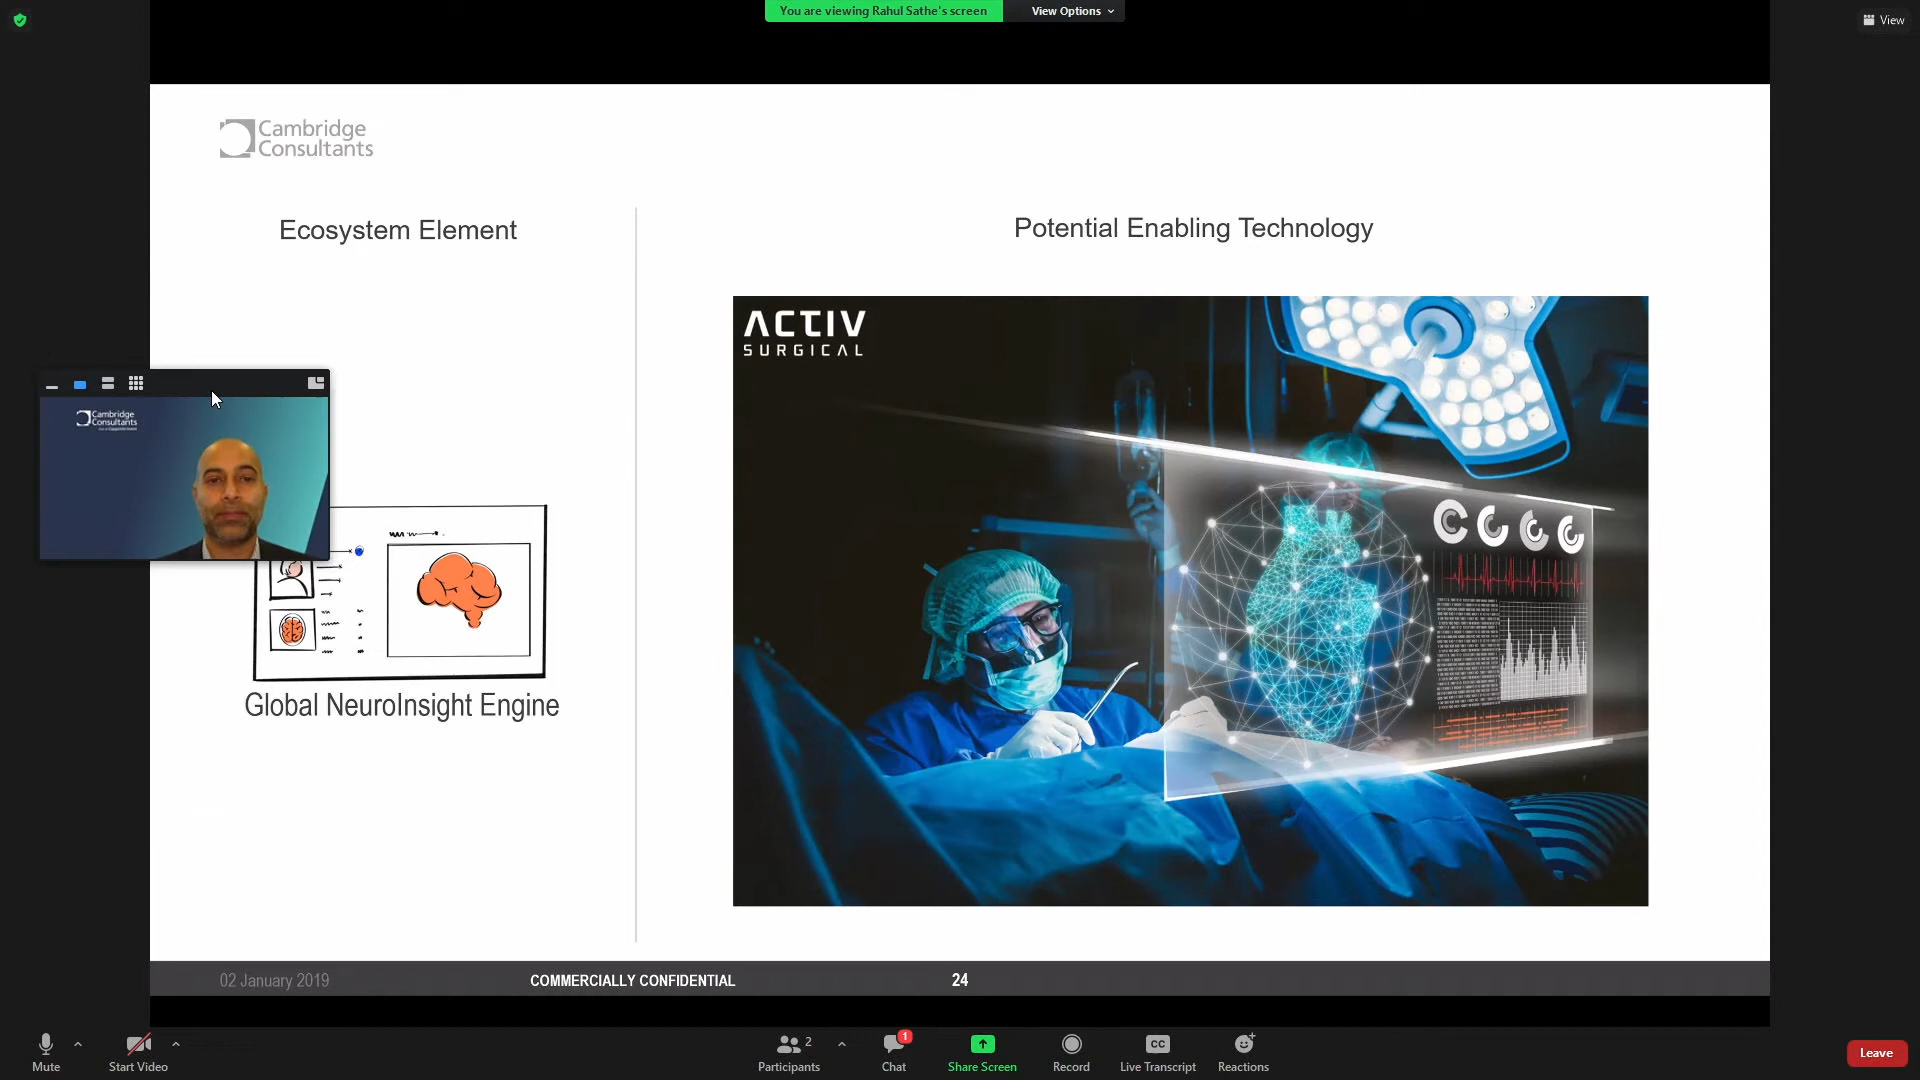 You are viewing Rahul Sathe's screen
View Options
View
Cambridge
Consultants
Ecosystem Element
Potential Enabling Technology
ACTIV
SURGICAL
Cambridge
Consultants
Global NeuroInsight Engine
02 January 2019
COMMERCIALLY CONFIDENTIAL
24
Mute
Start Video
Participants
2
Chat
1
Share Screen
Record
CC
Live Transcript
Reactions
Leave